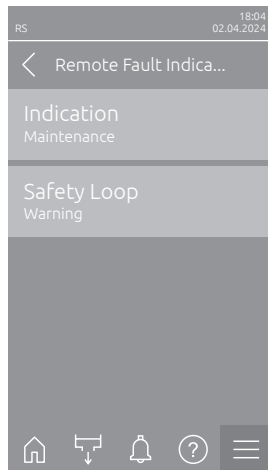 18:04
RS 02.04.2024
Remote Fault Indica...
Indication
Maintenance
Safety Loop
Warning
?